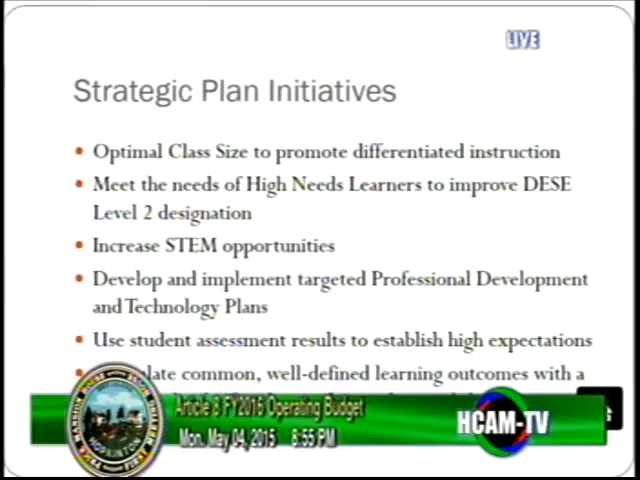 LIVE
Strategic Plan Initiatives
• Optimal Class Size to promote differentiated instruction
• Meet the needs of High Needs Learners to improve DESE
Level 2 designation
• Increase STEM opportunities
• Develop and implement targeted Professional Development
and Technology Plans
• Use student assessment results to establish high expectations
common, well-defined learning outcomes with a
Article 8 FY2016 Operating Budget
Mon. May 04, 2015 8:55 PM
HCAM-TV
HOPKINTON